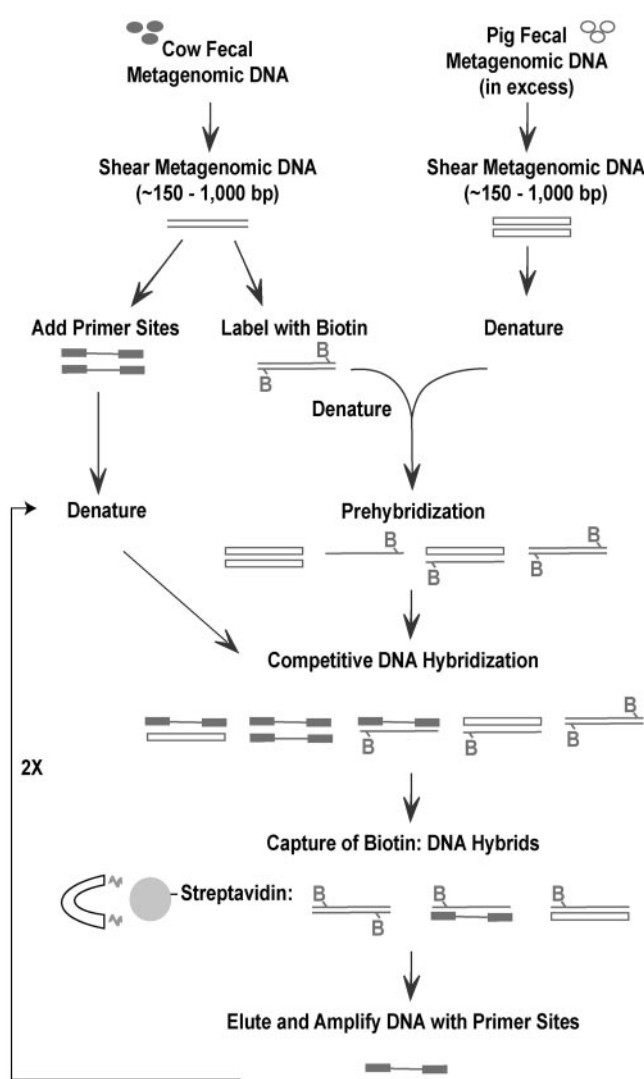 Cow Fecal
Metagenomic DNA
Pig Fecal
Metagenomic DNA
(in excess)
Shear Metagenomic DNA
(~150 - 1,000 bp)
Shear Metagenomic DNA
(~150 - 1,000 bp)
Add Primer Sites
Label with Biotin
Denature
B
B
Denature
Denature
Prehybridization
B
B
B
B
Competitive DNA Hybridization
B
B
B
B
2X
Capture of Biotin: DNA Hybrids
Streptavidin:
B
B
B
B
Elute and Amplify DNA with Primer Sites